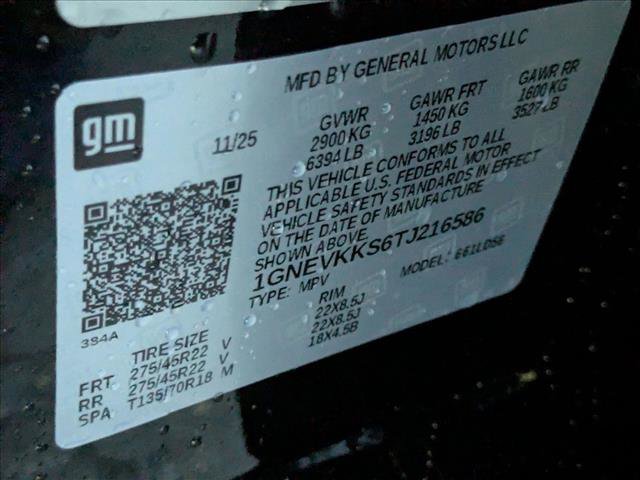 MFD BY GENERAL MOTORS LLC
gm
11/25
GVWR GAWR FRT GAWR RR
2900 KG 1450 KG 1600 KG
6394 LB 3196 LB 3527 LB
THIS VEHICLE CONFORMS TO ALL
APPLICABLE U.S. FEDERAL MOTOR
VEHICLE SAFETY STANDARDS IN EFFECT
ON THE DATE OF MANUFACTURE
SHOWN ABOVE.
1GNEVKKS6TJ216586
TYPE: MPV MODEL:
394A
TIRE SIZE RIM
FRT 275/45R22 V 22X8.5J
RR 275/45R22 V 22X8.5J
SPA T135/70R18 M 18X4.5B